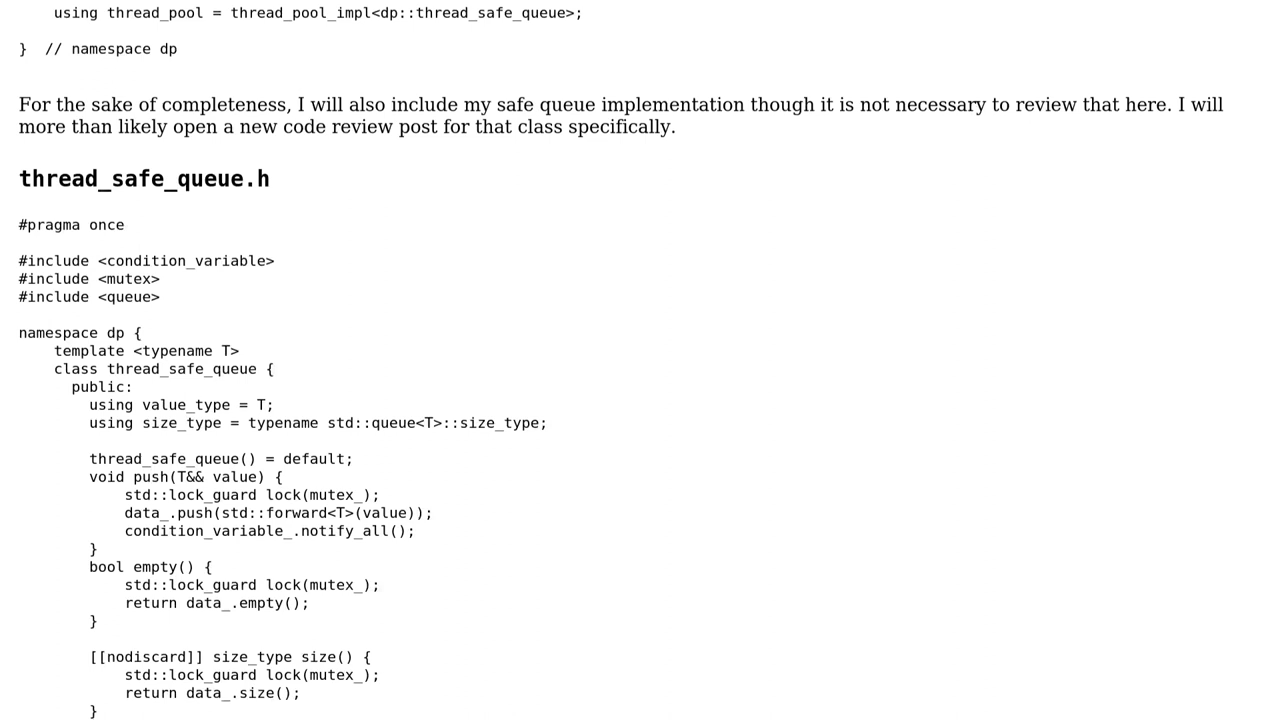 using thread_pool = thread_pool_impl<dp::thread_safe_queue>;

}  // namespace dp

For the sake of completeness, I will also include my safe queue implementation though it is not necessary to review that here. I will
more than likely open a new code review post for that class specifically.

thread_safe_queue.h

#pragma once

#include <condition_variable>
#include <mutex>
#include <queue>

namespace dp {
    template <typename T>
    class thread_safe_queue {
      public:
        using value_type = T;
        using size_type = typename std::queue<T>::size_type;

        thread_safe_queue() = default;
        void push(T&& value) {
            std::lock_guard lock(mutex_);
            data_.push(std::forward<T>(value));
            condition_variable_.notify_all();
        }
        bool empty() {
            std::lock_guard lock(mutex_);
            return data_.empty();
        }

        [[nodiscard]] size_type size() {
            std::lock_guard lock(mutex_);
            return data_.size();
        }